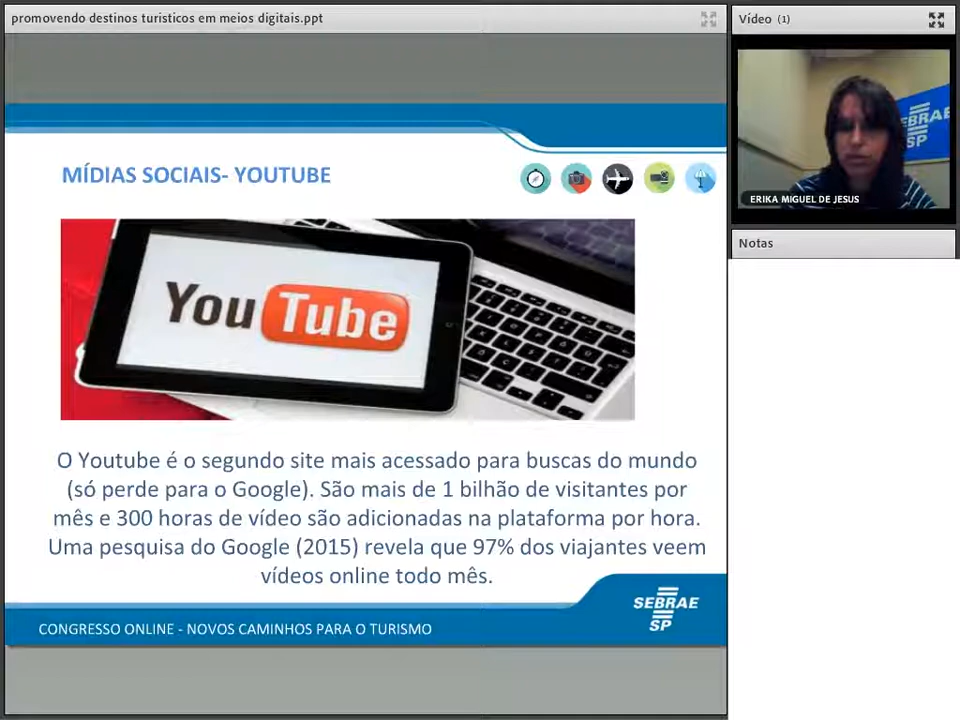 promovendo destinos turisticos em meios digitais.ppt
Vídeo (1)
MÍDIAS SOCIAIS- YOUTUBE
SEBRAE
SP
ERIKA MIGUEL DE JESUS
Notas
YouTube
O Youtube é o segundo site mais acessado para buscas do mundo
(só perde para o Google). São mais de 1 bilhão de visitantes por
mês e 300 horas de vídeo são adicionadas na plataforma por hora.
Uma pesquisa do Google (2015) revela que 97% dos viajantes veem
vídeos online todo mês.
SEBRAE
SP
CONGRESSO ONLINE - NOVOS CAMINHOS PARA O TURISMO